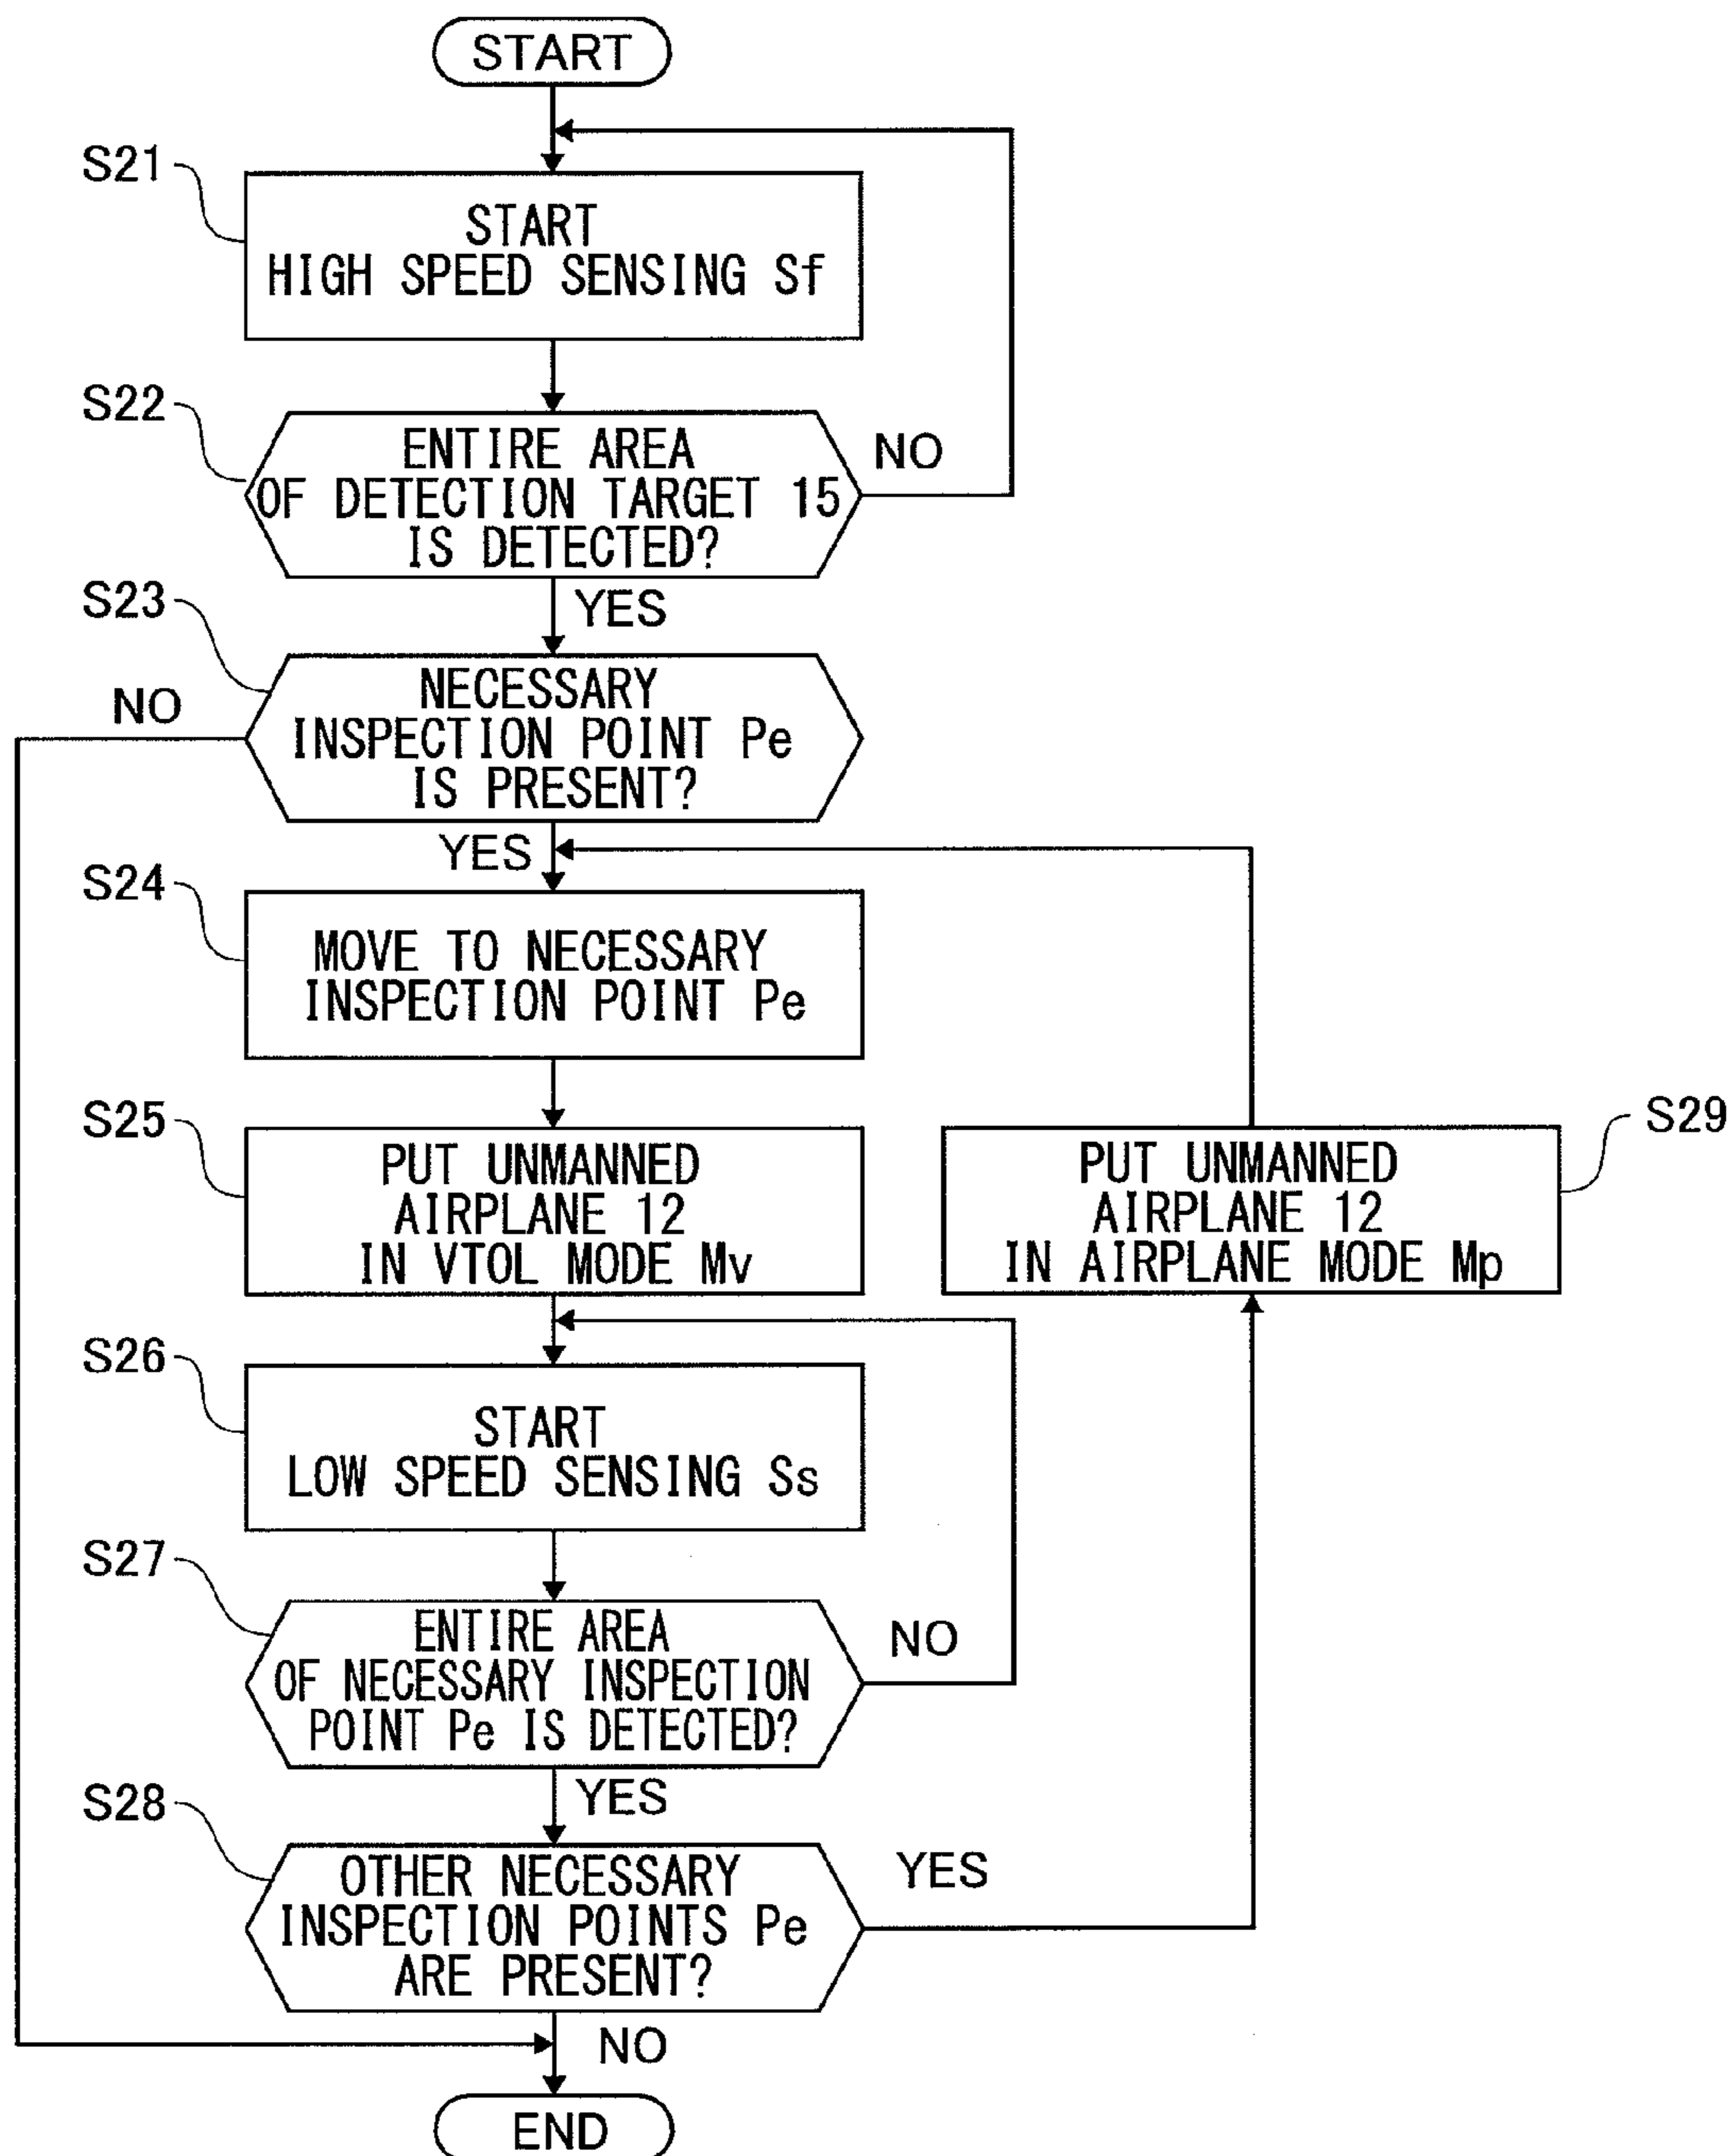 START
S21
START
HIGH SPEED SENSING Sf
S22
ENTIRE AREA
OF DETECTION TARGET 15
IS DETECTED?
NO
YES
S23
NECESSARY
INSPECTION POINT Pe
IS PRESENT?
NO
YES
S24
MOVE TO NECESSARY
INSPECTION POINT Pe
S25
PUT UNMANNED
AIRPLANE 12
IN VTOL MODE Mv
S29
PUT UNMANNED
AIRPLANE 12
IN AIRPLANE MODE Mp
S26
START
LOW SPEED SENSING Ss
S27
ENTIRE AREA
OF NECESSARY INSPECTION
POINT Pe IS DETECTED?
NO
YES
S28
OTHER NECESSARY
INSPECTION POINTS Pe
ARE PRESENT?
YES
NO
END